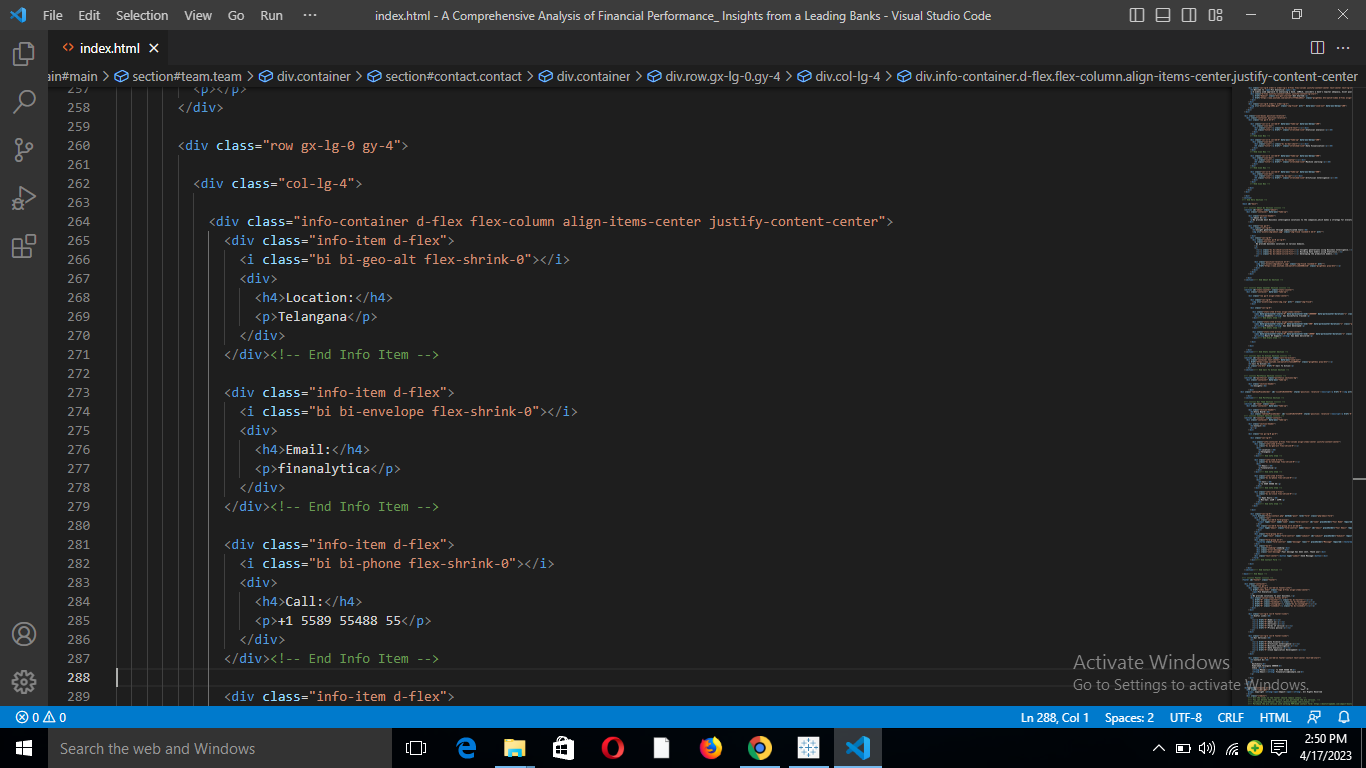 File Edit Selection View Go Run ··· index.html - A Comprehensive Analysis of Financial Performance_ Insights from a Leading Banks - Visual Studio Code
<> index.html
ain#main > section#team.team > div.container > section#contact.contact > div.container > div.row.gx-lg-0.gy-4 > div.col-lg-4 > div.info-container.d-flex.flex-column.align-items-center.justify-content-center
257 <p></p>
258 </div>
259
260 <div class="row gx-lg-0 gy-4">
261
262 <div class="col-lg-4">
263
264 <div class="info-container d-flex flex-column align-items-center justify-content-center">
265 <div class="info-item d-flex">
266 <i class="bi bi-geo-alt flex-shrink-0"></i>
267 <div>
268 <h4>Location:</h4>
269 <p>Telangana</p>
270 </div>
271 </div><!-- End Info Item -->
272
273 <div class="info-item d-flex">
274 <i class="bi bi-envelope flex-shrink-0"></i>
275 <div>
276 <h4>Email:</h4>
277 <p>finanalytica</p>
278 </div>
279 </div><!-- End Info Item -->
280
281 <div class="info-item d-flex">
282 <i class="bi bi-phone flex-shrink-0"></i>
283 <div>
284 <h4>Call:</h4>
285 <p>+1 5589 55488 55</p>
286 </div>
287 </div><!-- End Info Item -->
288
289 <div class="info-item d-flex">
Activate Windows
Go to Settings to activate Windows.
0 0 Ln 288, Col 1 Spaces: 2 UTF-8 CRLF HTML
Search the web and Windows
2:50 PM
4/17/2023